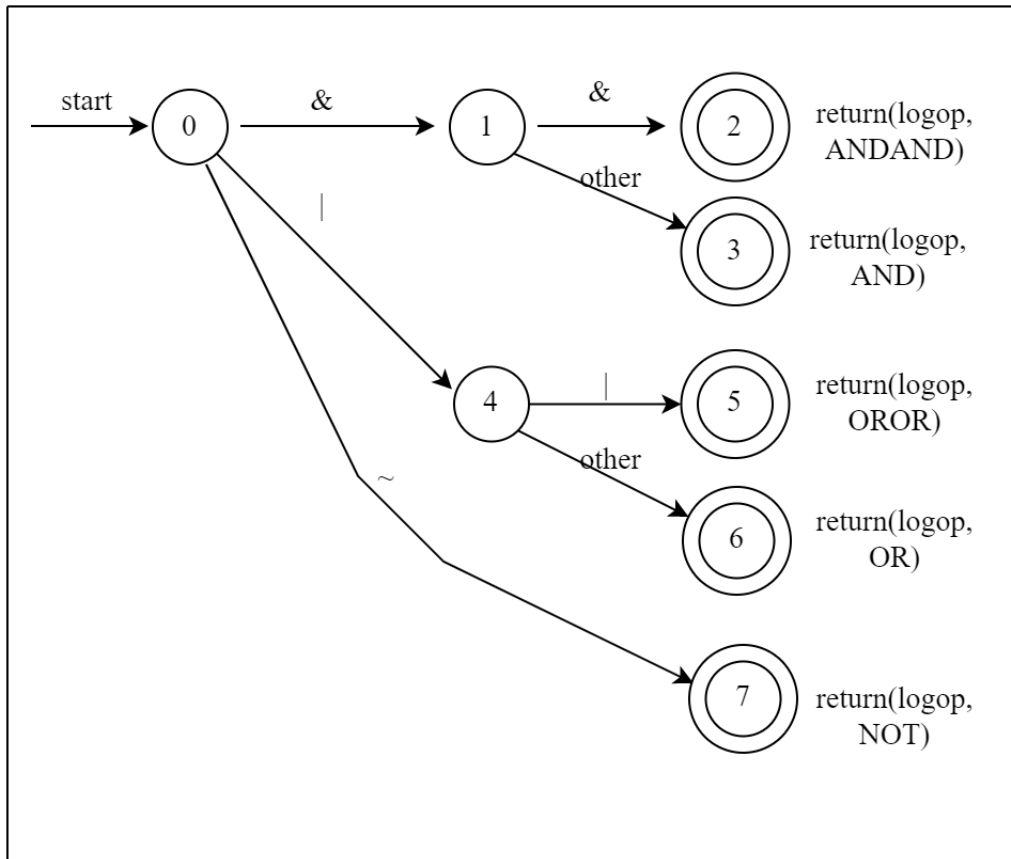 start
0
&
1
&
2
return(logop,
ANDAND)
other
3
return(logop,
AND)
|
4
|
5
return(logop,
OROR)
other
6
return(logop,
OR)
~
7
return(logop,
NOT)